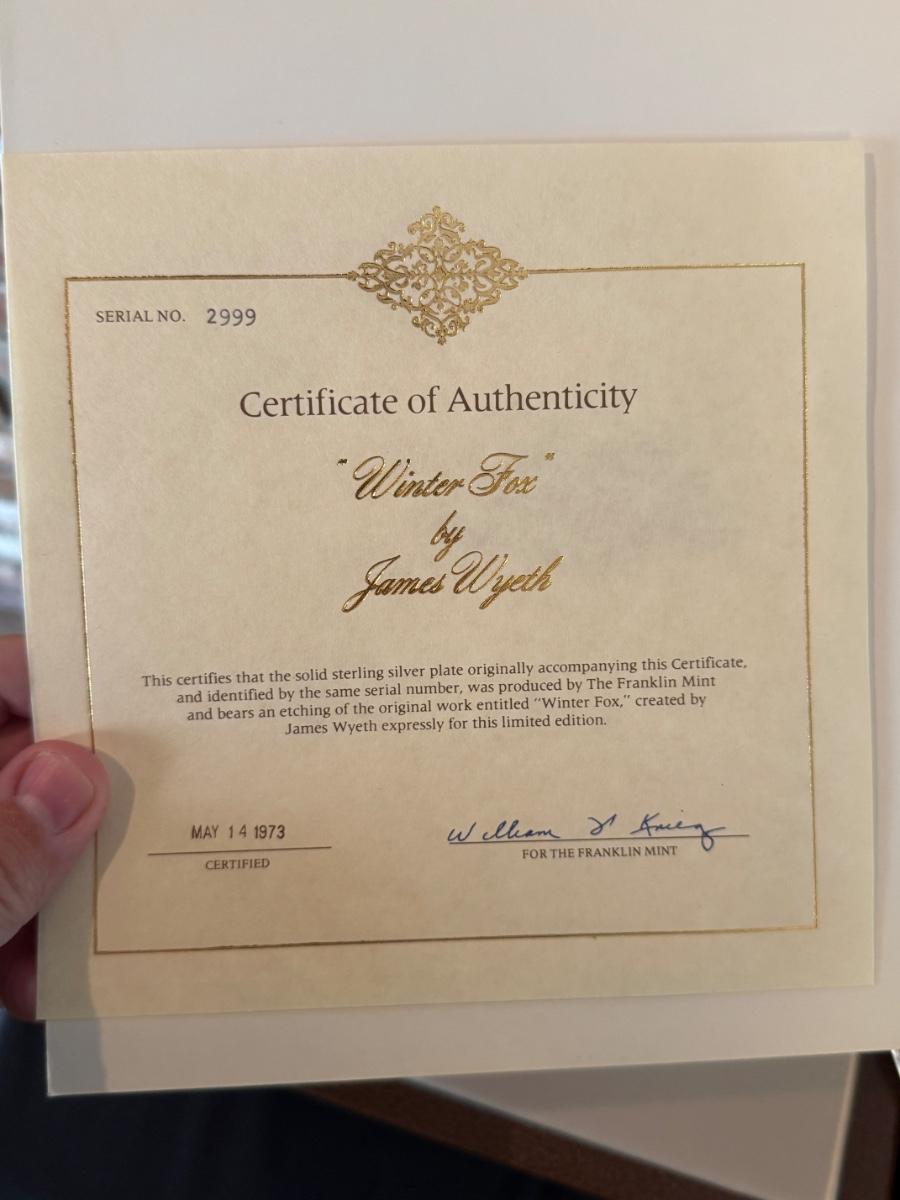 SERIAL NO. 2999
Certificate of Authenticity
"Winter Fox"
by
James Wyeth
This certifies that the solid sterling silver plate originally accompanying this Certificate,
and identified by the same serial number, was produced by The Franklin Mint
and bears an etching of the original work entitled "Winter Fox," created by
James Wyeth expressly for this limited edition.
MAY 14 1973
CERTIFIED
William
FOR THE FRANKLIN MINT